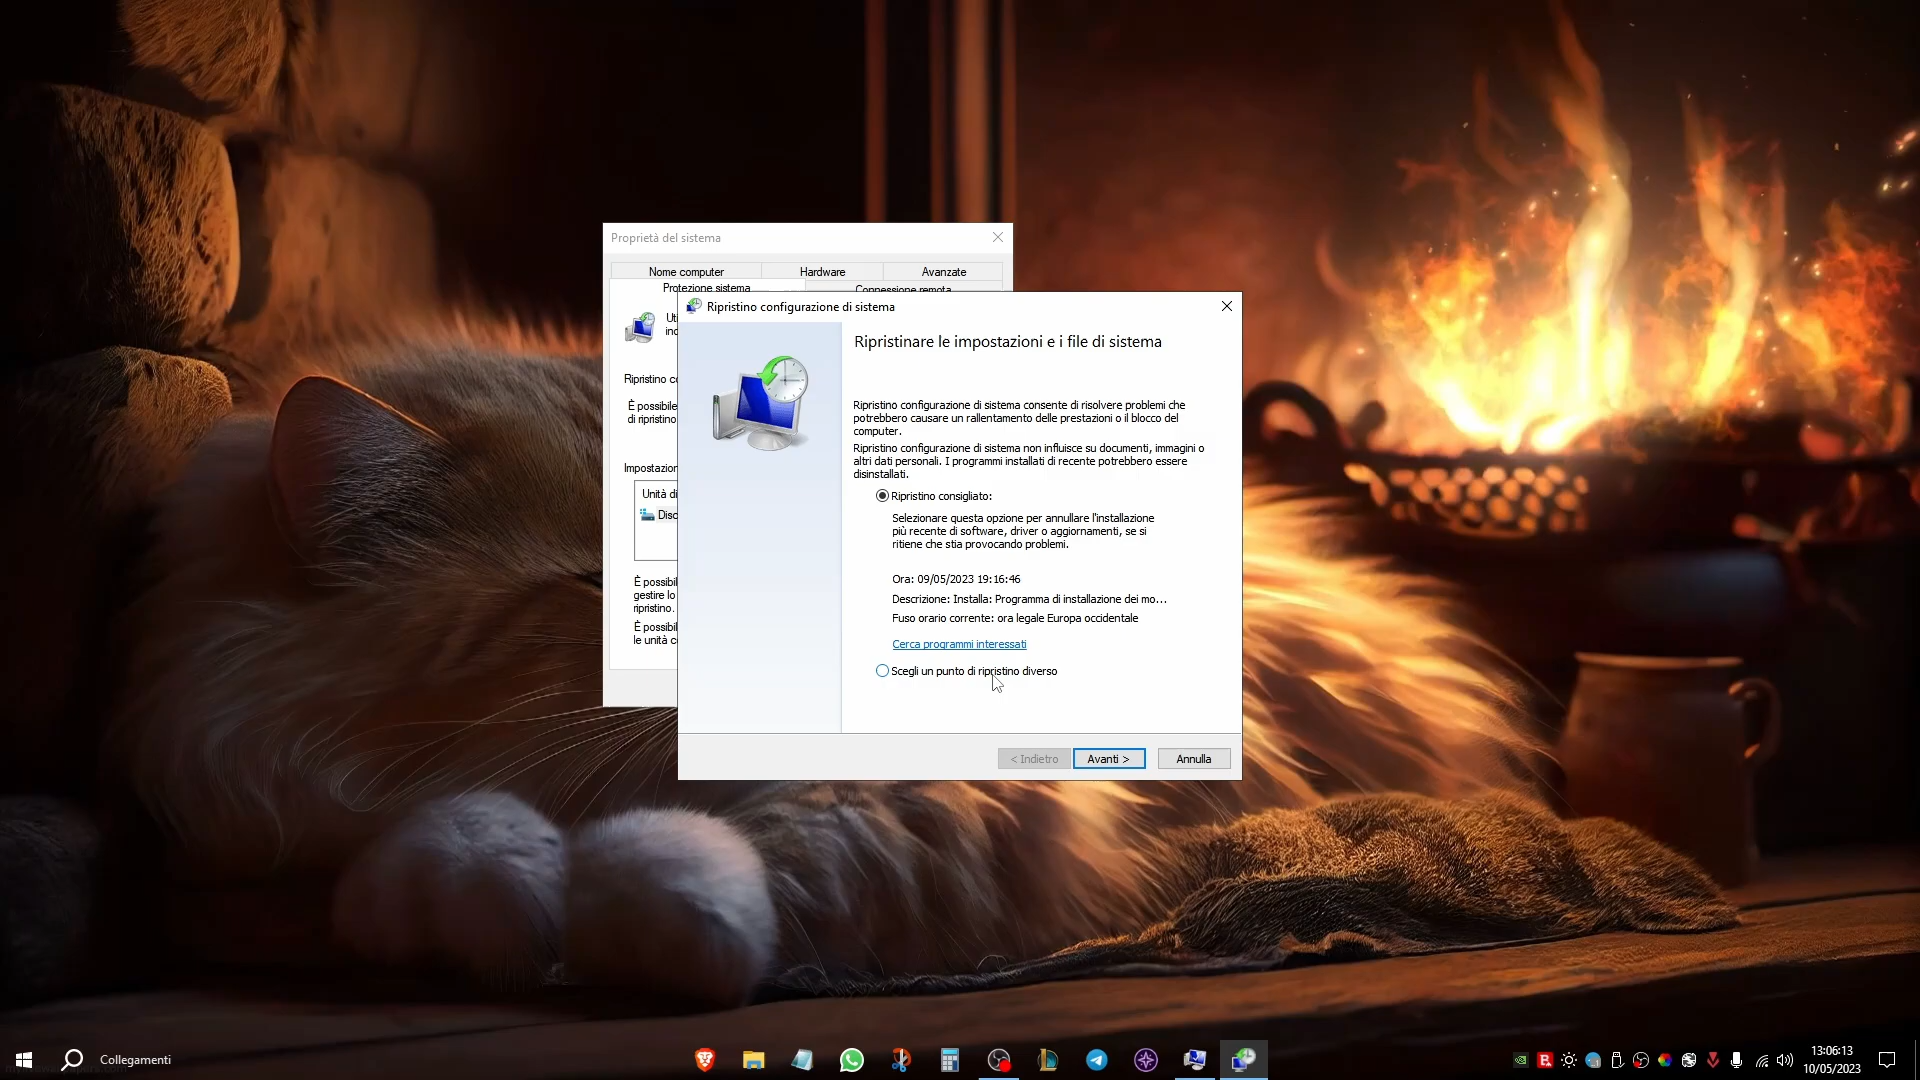 Proprietà del sistema
Nome computer
Hardware
Avanzate
Protezione sistema
Connessione remota
Ripristino configurazione di sistema
Ripristinare le impostazioni e i file di sistema
Ripristino configurazione di sistema consente di risolvere problemi che
potrebbero causare un rallentamento delle prestazioni o il blocco del
computer.
Ripristino configurazione di sistema non influisce su documenti, immagini o
altri dati personali. I programmi installati di recente potrebbero essere
disinstallati.
Ripristino consigliato:
Selezionare questa opzione per annullare l'installazione
più recente di software, driver o aggiornamenti, se si
ritiene che stia provocando problemi.
Ora: 09/05/2023 19:16:46
Descrizione: Installa: Programma di installazione dei mo...
Fuso orario corrente: ora legale Europa occidentale
Cerca programmi interessati
Scegli un punto di ripristino diverso
< Indietro
Avanti >
Annulla
Ripristino
È possibile
di ripristino
Unità di
È possibil
gestire lo
ripristino.
È possibil
le unità
Collegamenti
13:06:13
10/05/2023